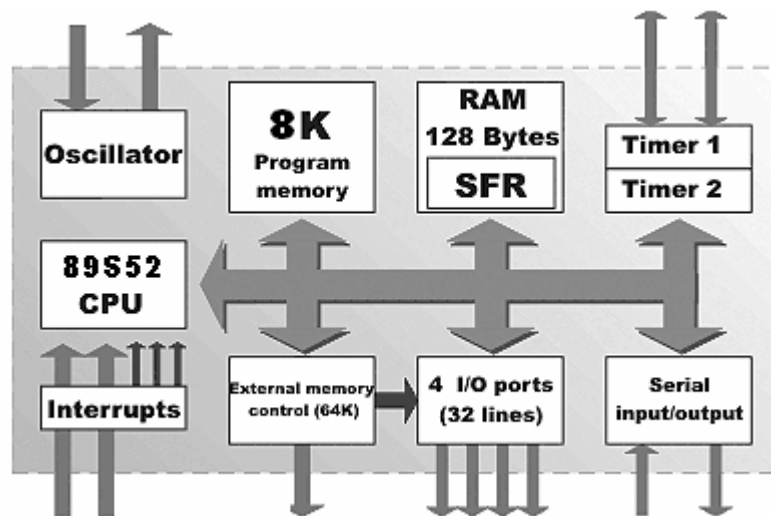 Oscillator
8K
Program
memory
RAM
128 Bytes
SFR
Timer 1
Timer 2
89S52
CPU
Interrupts
External memory
control (64K)
4 I/O ports
(32 lines)
Serial
input/output